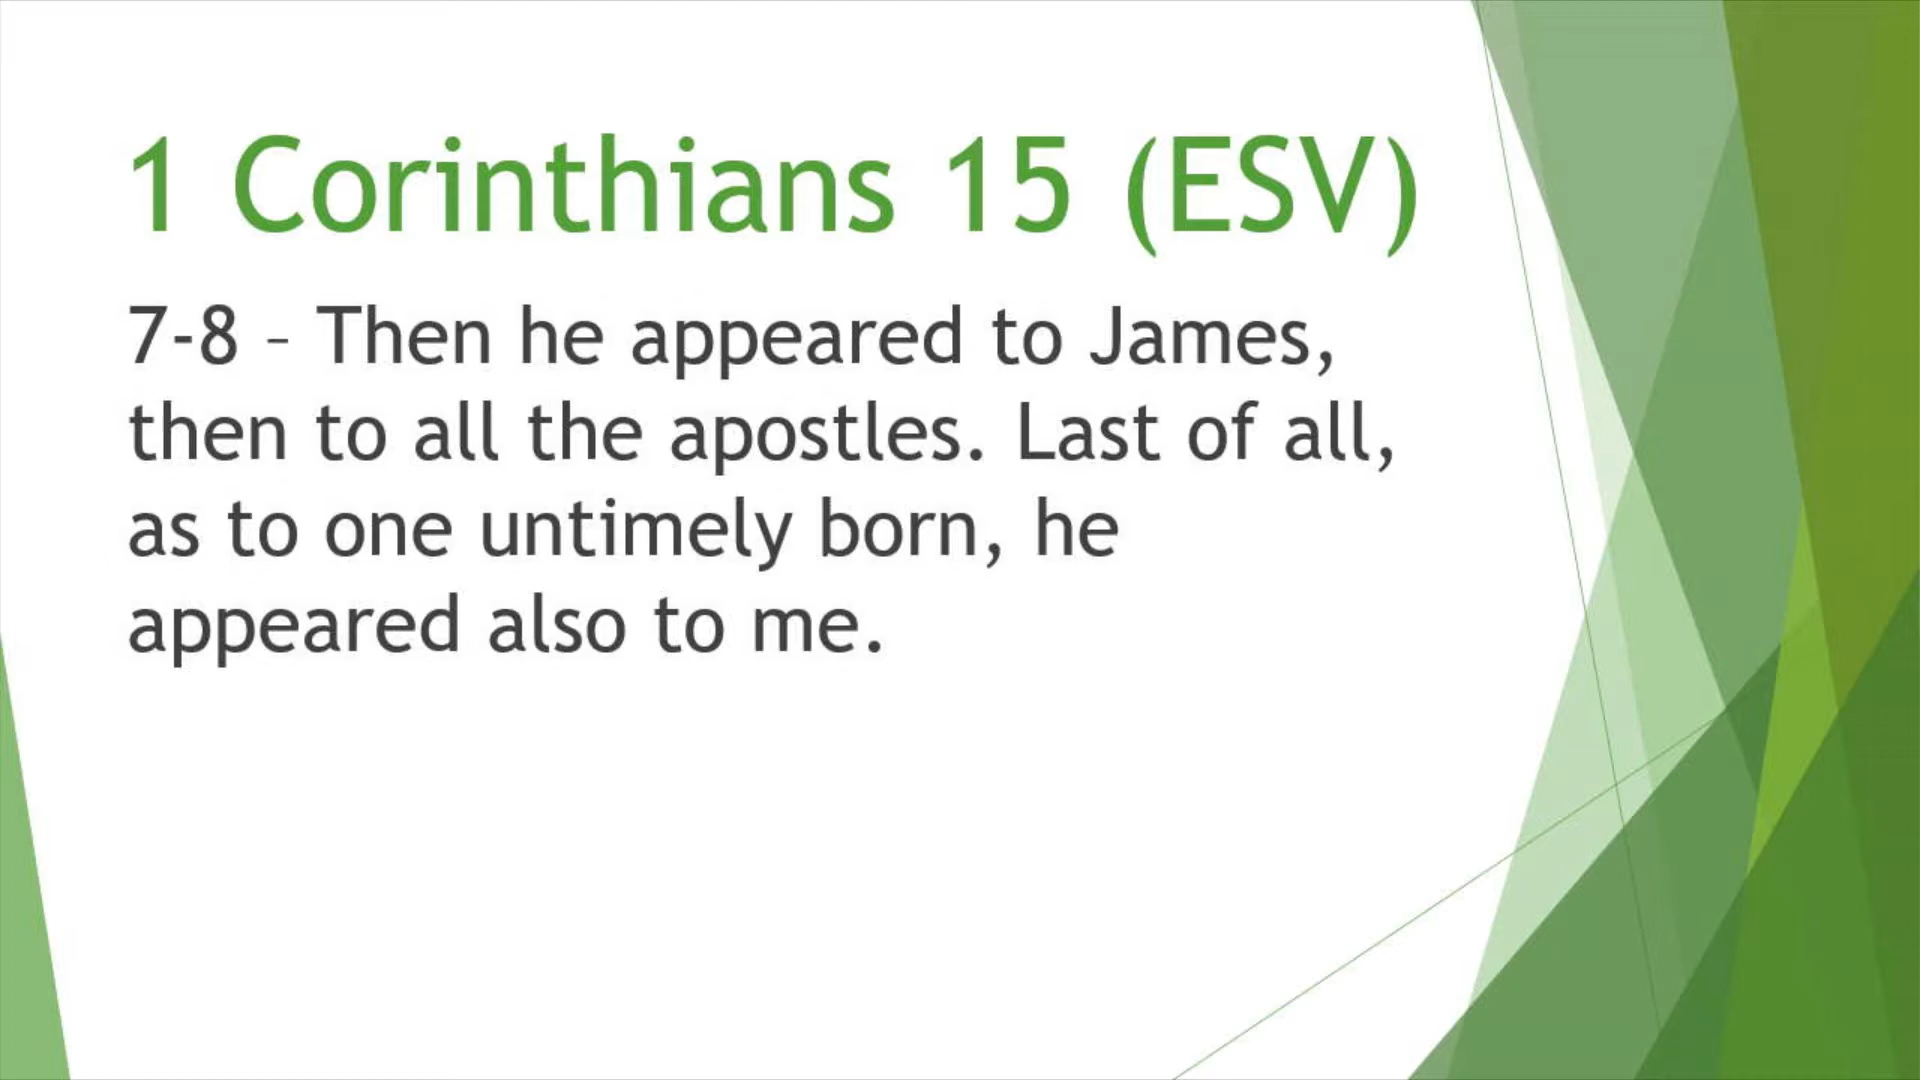 1 Corinthians 15 (ESV)
7-8 – Then he appeared to James,
then to all the apostles. Last of all,
as to one untimely born, he
appeared also to me.